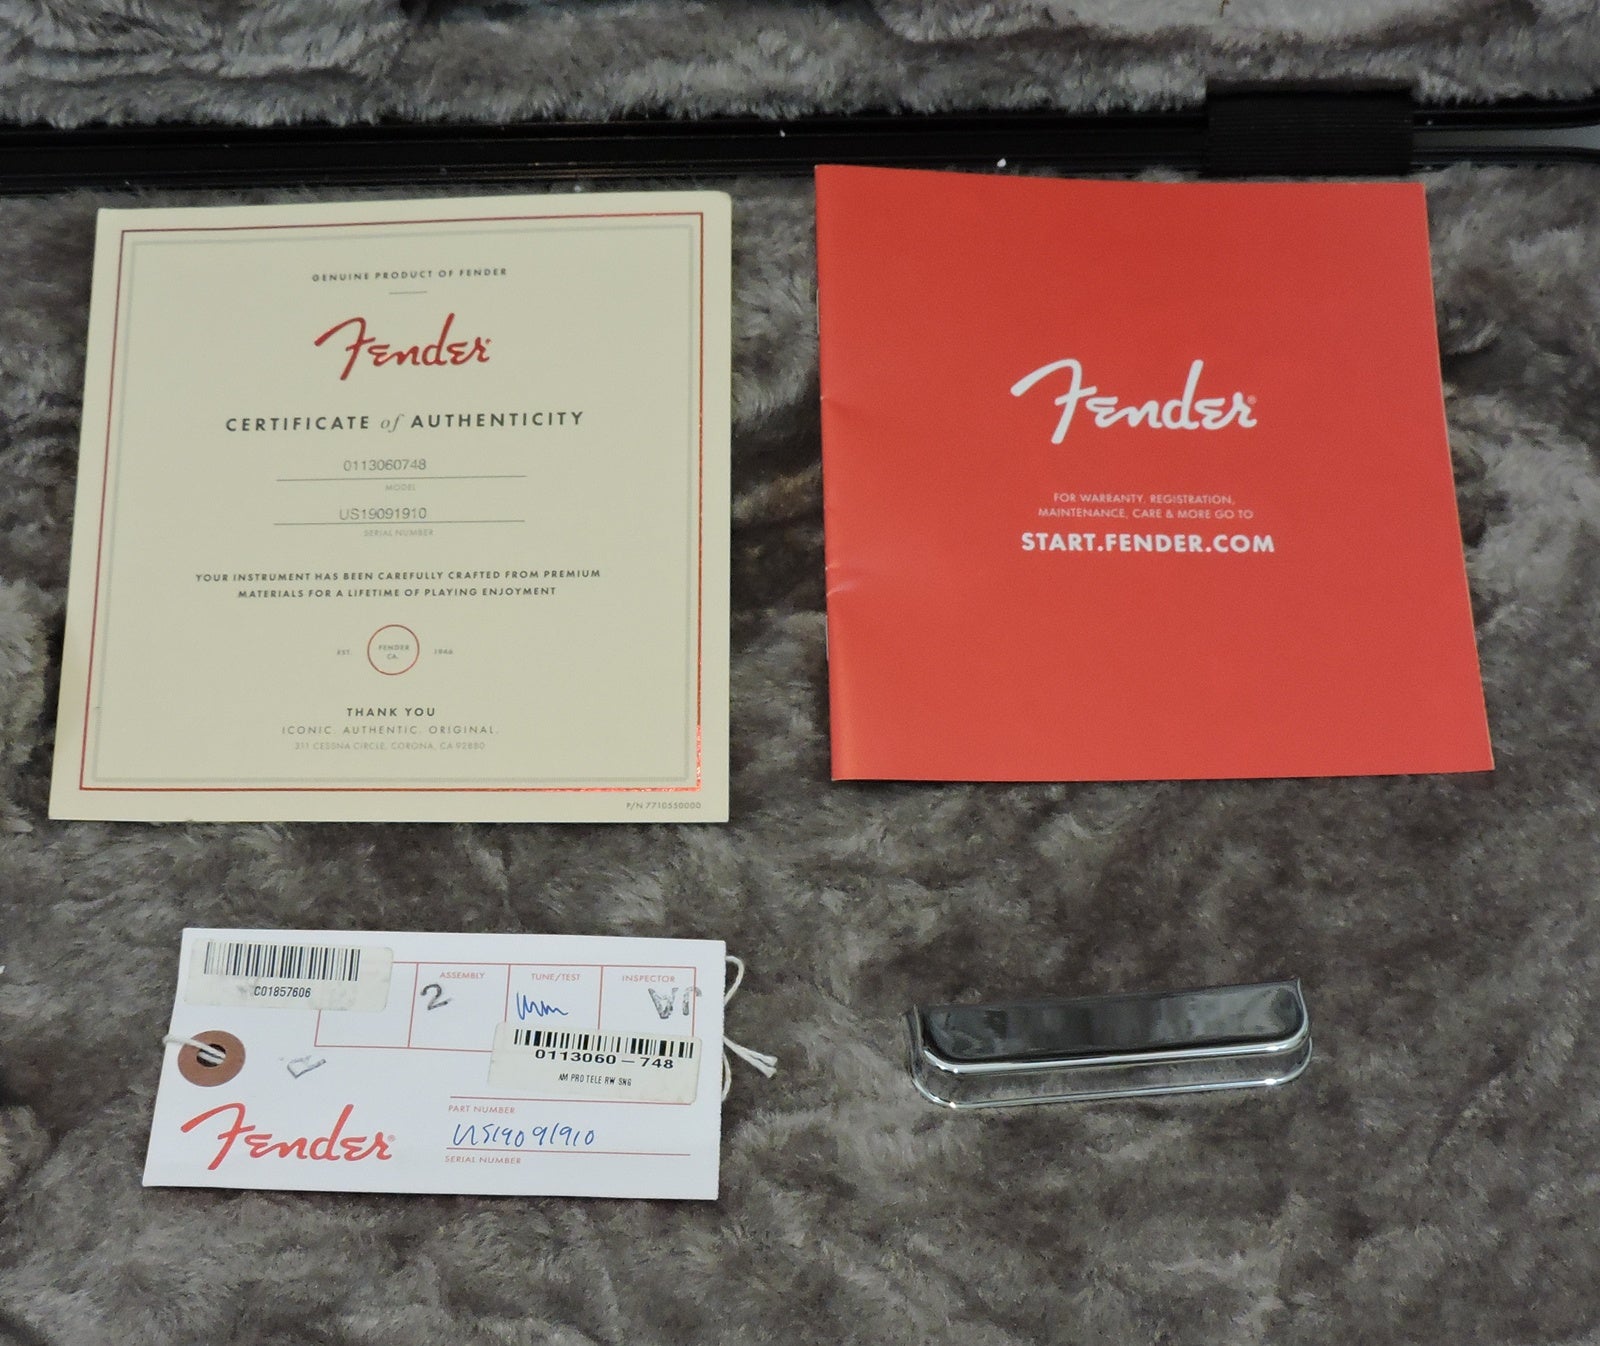 GENUINE PRODUCT OF FENDER
Fender
CERTIFICATE of AUTHENTICITY
0113060748
MODEL
US19091910
SERIAL NUMBER
YOUR INSTRUMENT HAS BEEN CAREFULLY CRAFTED FROM PREMIUM
MATERIALS FOR A LIFETIME OF PLAYING ENJOYMENT
EST. FENDER CA. 1946
THANK YOU
ICONIC. AUTHENTIC. ORIGINAL.
311 CESSNA CIRCLE, CORONA, CA 92880
P/N 7710550000
Fender
FOR WARRANTY, REGISTRATION,
MAINTENANCE, CARE & MORE GO TO
START.FENDER.COM
C01857606
ASSEMBLY TUNE/TEST INSPECTOR
2
0113060-748
AM PRO TELE RW SNG
PART NUMBER
US19091910
SERIAL NUMBER
Fender